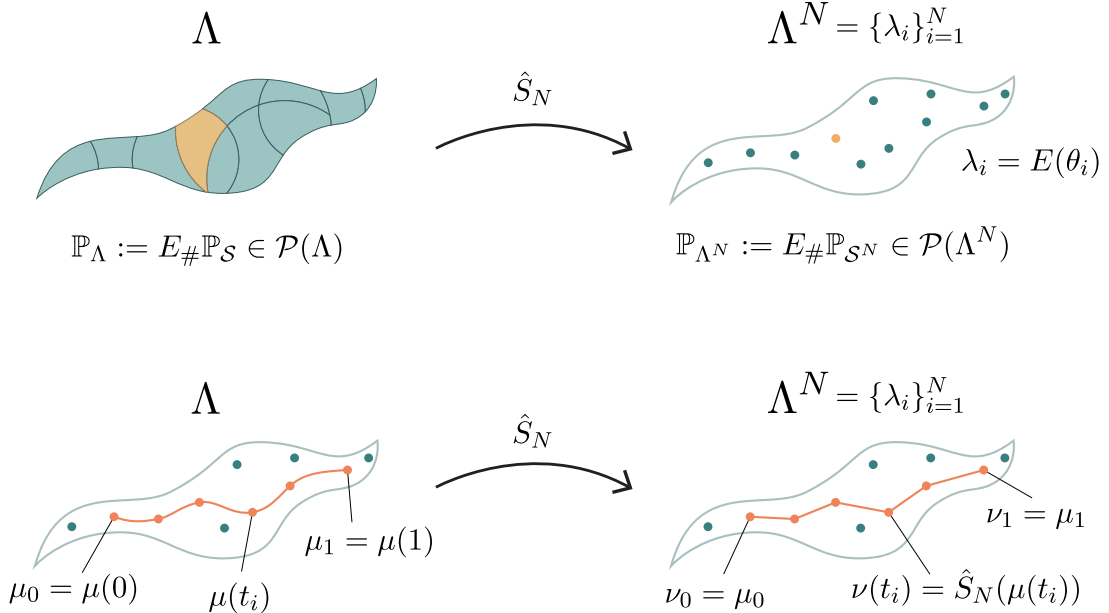 Λ
Ŝ_N
Λ^N = {λ_i}_{i=1}^N
λ_i = E(θ_i)
ℙ_Λ := E_#ℙ_𝒮 ∈ 𝒫(Λ)
ℙ_{Λ^N} := E_#ℙ_{𝒮^N} ∈ 𝒫(Λ^N)
Λ
Ŝ_N
Λ^N = {λ_i}_{i=1}^N
μ_0 = μ(0)
μ(t_i)
μ_1 = μ(1)
ν_0 = μ_0
ν(t_i) = Ŝ_N(μ(t_i))
ν_1 = μ_1